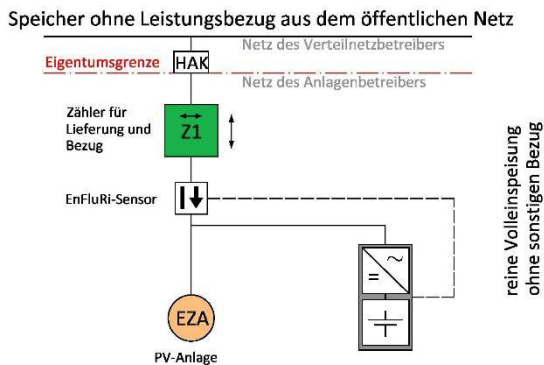 Speicher ohne Leistungsbezug aus dem öffentlichen Netz
Netz des Verteilnetzbetreibers
Eigentumsgrenze
HAK
Netz des Anlagenbetreibers
Zähler für
Lieferung und
Bezug
Z1
EnFluRi-Sensor
reine Volleinspeisung
ohne sonstigen Bezug
EZA
PV-Anlage